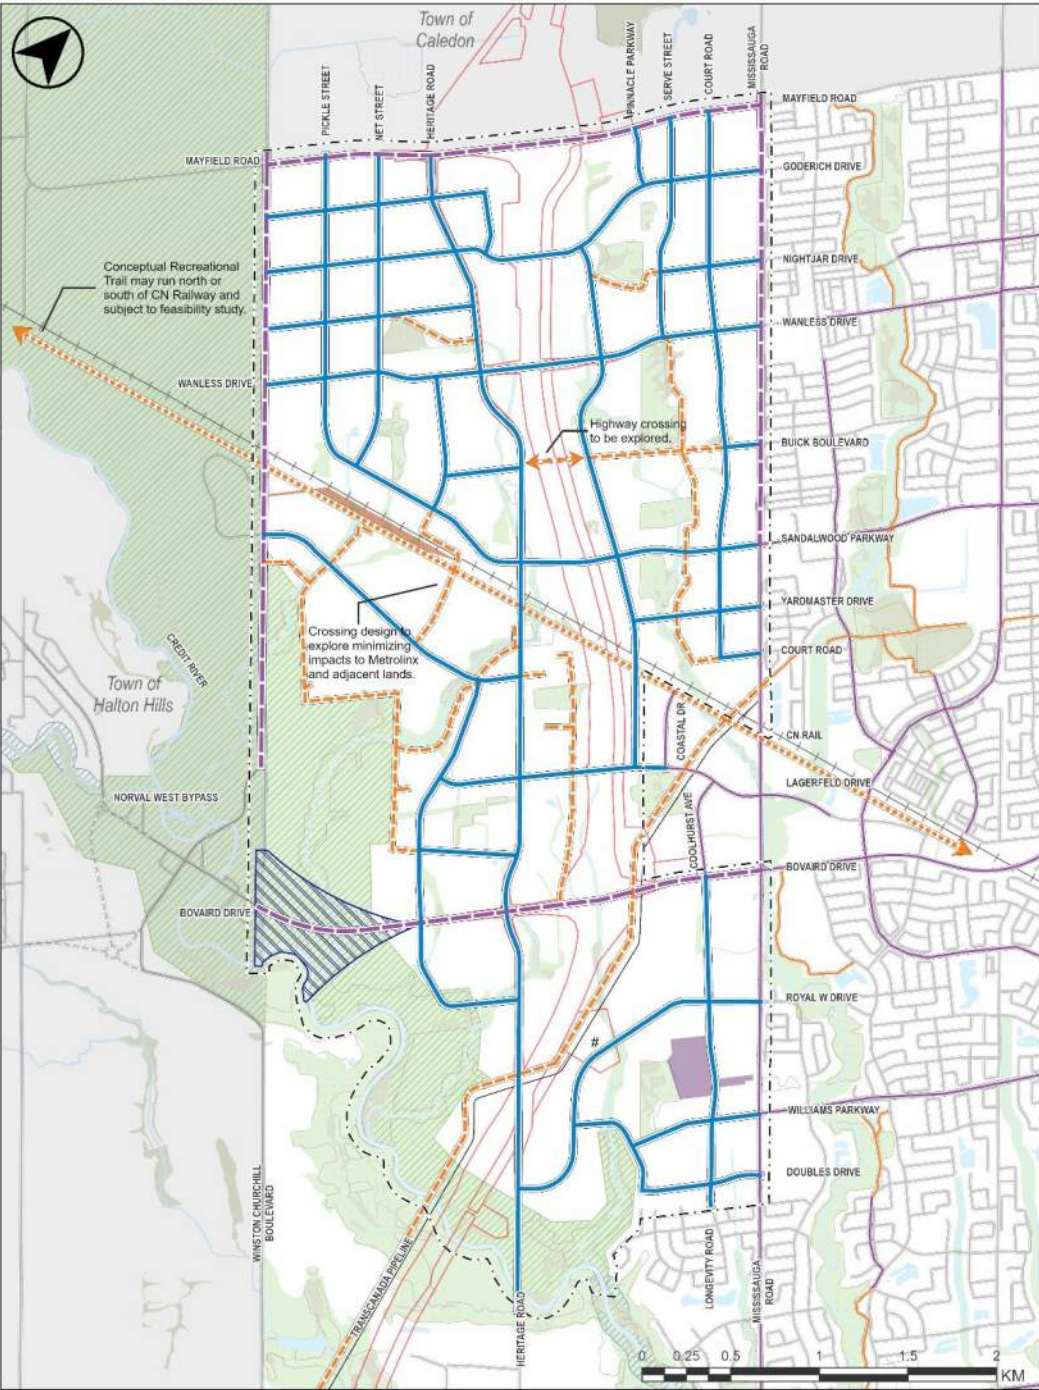 Town of
Caledon
PICKLE STREET
NET STREET
HERITAGE ROAD
PINNACLE PARKWAY
SERVE STREET
COURT ROAD
MISSISSAUGA
ROAD
MAYFIELD ROAD
MAYFIELD ROAD
GODERICH DRIVE
NIGHTJAR DRIVE
Conceptual Recreational
Trail may run north or
south of CN Railway and
subject to feasibility study.
WANLESS DRIVE
WANLESS DRIVE
Highway crossing
to be explored.
BUICK BOULEVARD
SANDALWOOD PARKWAY
YARDMASTER DRIVE
Crossing design to
explore minimizing
impacts to Metrolinx
and adjacent lands.
COURT ROAD
CREDIT RIVER
Town of
Halton Hills
COASTAL DR
CN RAIL
LAGERFELD DRIVE
NORVAL WEST BYPASS
COOLHURST AVE
BOVAIRD DRIVE
BOVAIRD DRIVE
ROYAL W DRIVE
#
WILLIAMS PARKWAY
DOUBLES DRIVE
WINSTON CHURCHILL
BOULEVARD
TRANSCANADA PIPELINE
HERITAGE ROAD
LONGEVITY ROAD
MISSISSAUGA
ROAD
0 0.25 0.5 1 1.5 2
KM